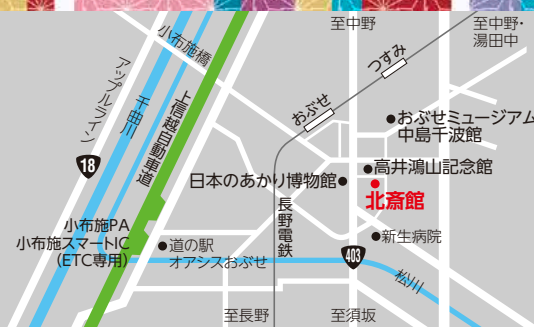 至中野
至中野・
湯田中
小布施橋
つすみ
アップルライン
千曲川
上信越自動車道
おぶせ
おぶせミュージアム
中島千波館
18
高井鴻山記念館
日本のあかり博物館
北斎館
長野電鉄
小布施PA
小布施スマートIC
(ETC専用)
道の駅
オアシスおぶせ
新生病院
403
松川
至長野
至須坂